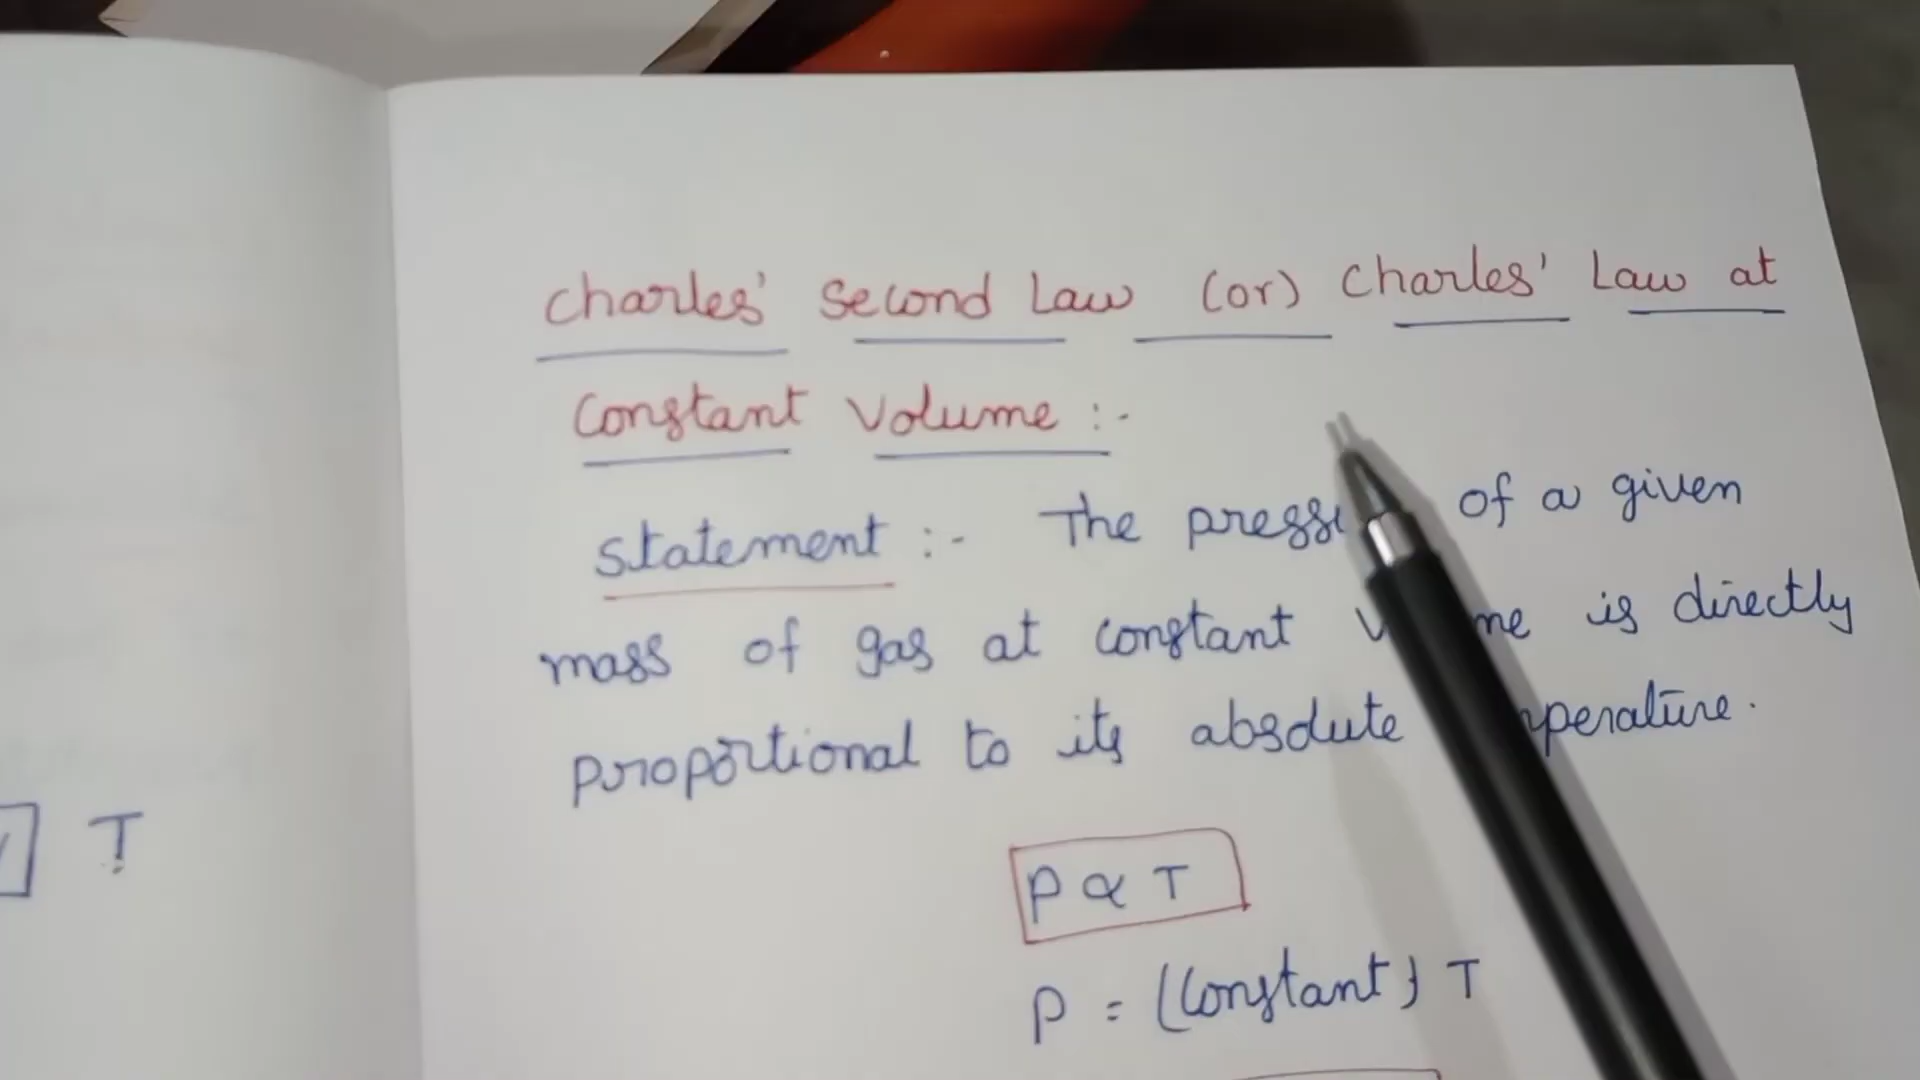 Charles' Second Law (or) Charles' Law at
Constant Volume :-
Statement :- The of a given
mass of gas at constant is directly
proportional to its absolute
P ∝ T
P = (Constant) T
T